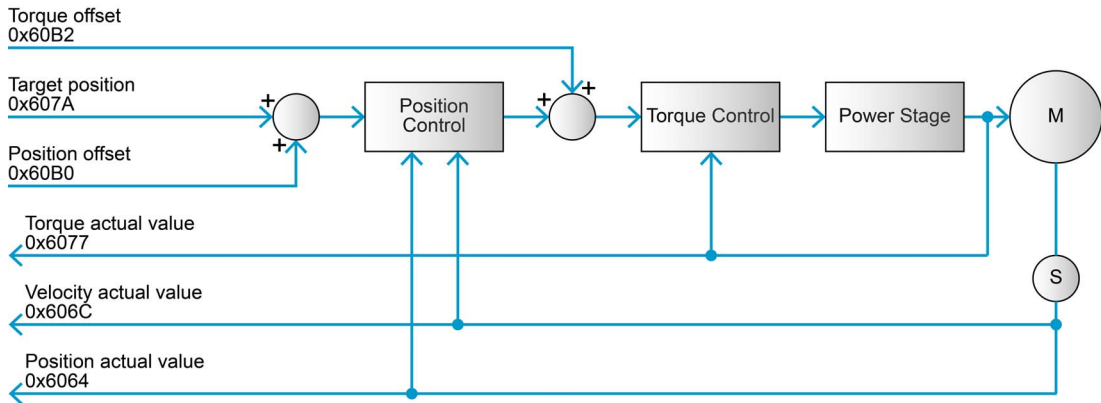 Torque offset
0x60B2
Target position
0x607A
+
+
Position offset
0x60B0
Position
Control
+
+
Torque Control
Power Stage
M
Torque actual value
0x6077
Velocity actual value
0x606C
S
Position actual value
0x6064